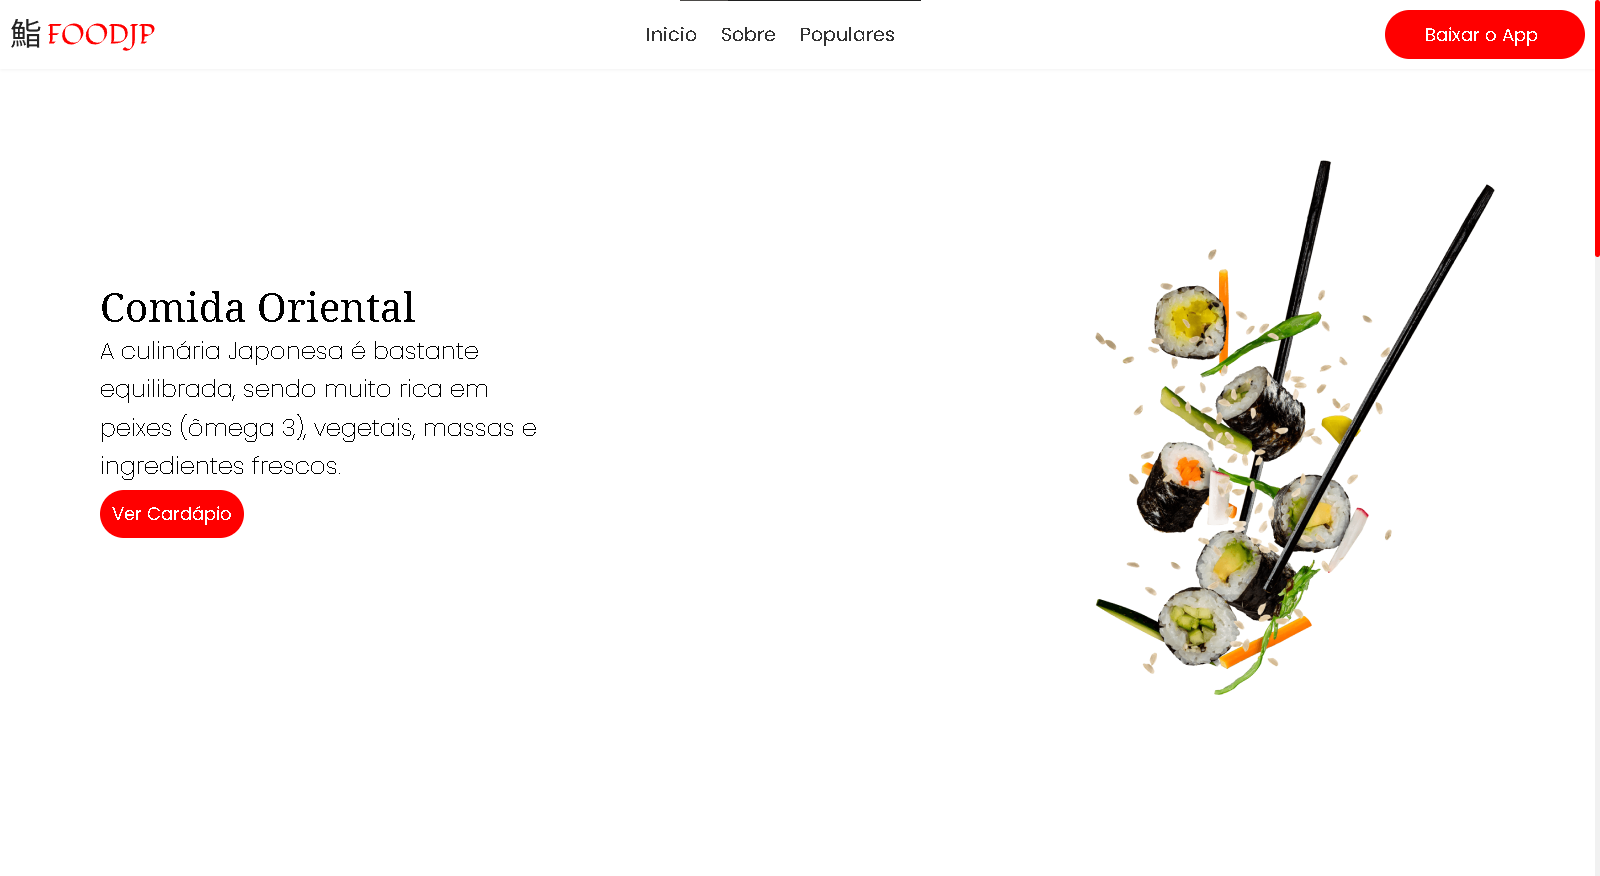 鮨 FOODJP
Inicio Sobre Populares
Baixar o App
Comida Oriental
A culinária Japonesa é bastante
equilibrada, sendo muito rica em
peixes (ômega 3), vegetais, massas e
ingredientes frescos.
Ver Cardápio